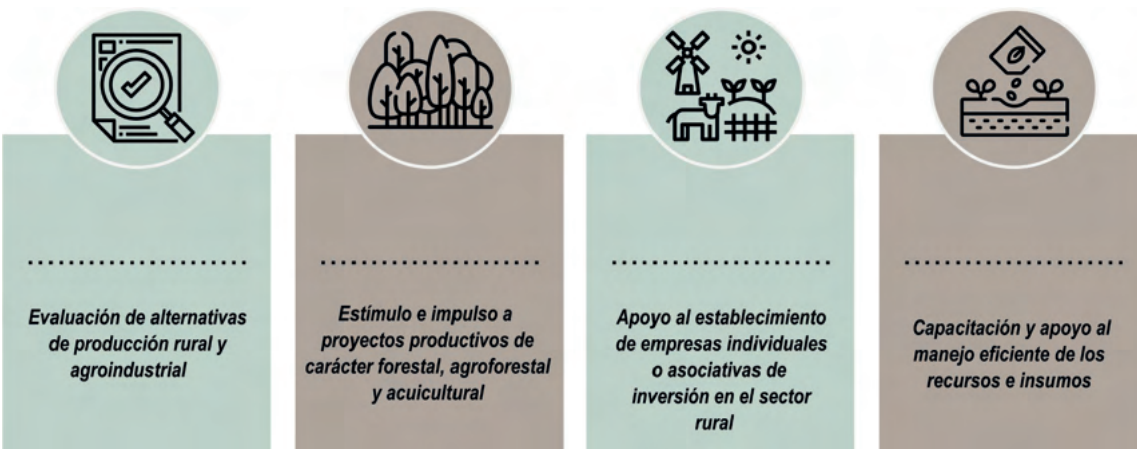 Evaluación de alternativas
de producción rural y
agroindustrial
Estímulo e impulso a
proyectos productivos de
carácter forestal, agroforestal
y acuicultural
Apoyo al establecimiento
de empresas individuales
o asociativas de
inversión en el sector
rural
Capacitación y apoyo al
manejo eficiente de los
recursos e insumos